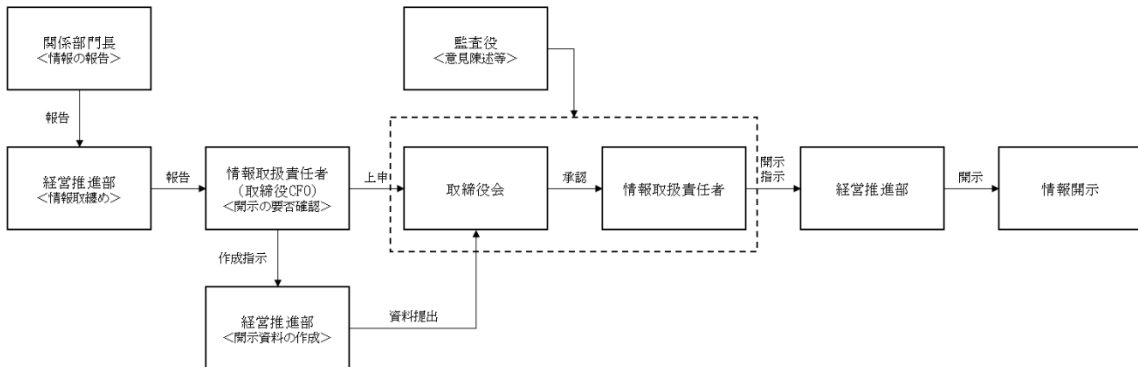 関係部門長
<情報の報告>
監査役
<意見陳述等>
報告
経営推進部
<情報取纏め>
報告
情報取扱責任者
(取締役CFO)
<開示の要否確認>
上申
取締役会
承認
情報取扱責任者
開示
指示
経営推進部
開示
情報開示
作成指示
経営推進部
<開示資料の作成>
資料提出